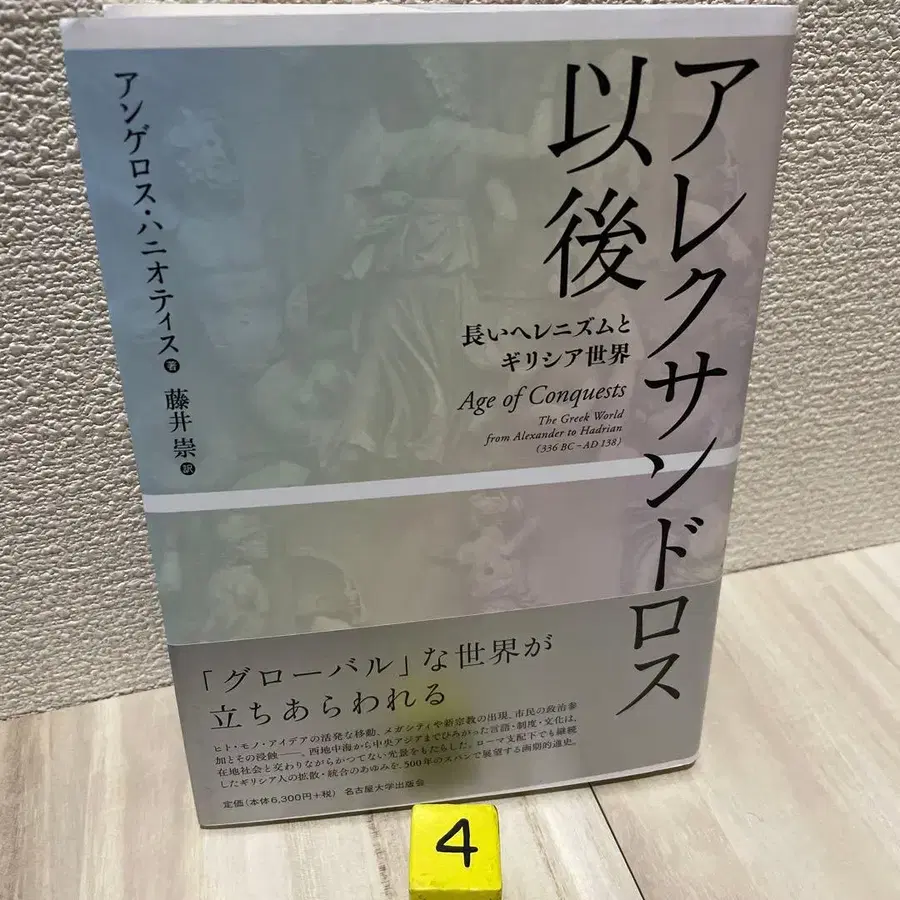 アレクサンドロス
以後
長いヘレニズムと
ギリシア世界
Age of Conquests
The Greek World
from Alexander to Hadrian
(336 BC – AD 138)
アンゲロス・ハニオティス 著
藤井 崇 訳
「グローバル」な世界が
立ちあらわれる
ヒト・モノ・アイデアの活発な移動、メガシティや新宗教の出現、市民の政治参
加とその浸蝕――。西地中海から中央アジアまでひろがった言語・制度・文化は、
在地社会と交わりながらかつてない光景をもたらした。ローマ支配下でも継続
したギリシア人の拡散・統合のあゆみを、500年のスパンで展望する画期的通史。
定価(本体6,300円+税) 名古屋大学出版会
4